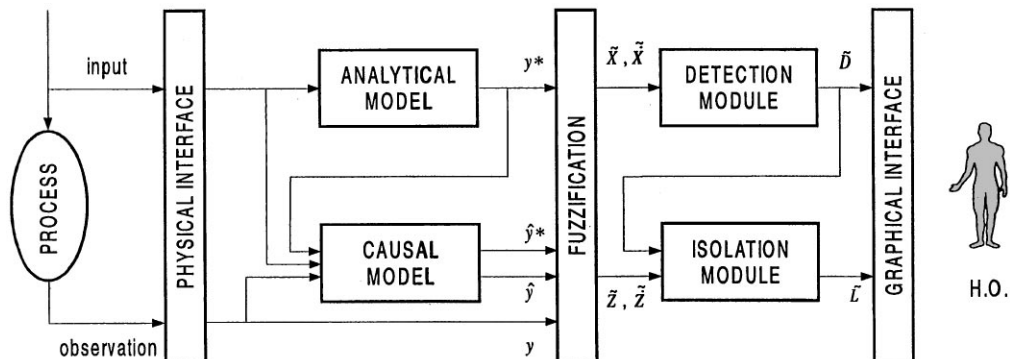 input
PROCESS
observation
PHYSICAL INTERFACE
ANALYTICAL
MODEL
y*
CAUSAL
MODEL
ŷ*
ŷ
y
FUZZIFICATION
X̃ , X̃̇
DETECTION
MODULE
D̃
Z̃ , Z̃̇
ISOLATION
MODULE
L̃
GRAPHICAL INTERFACE
H.O.